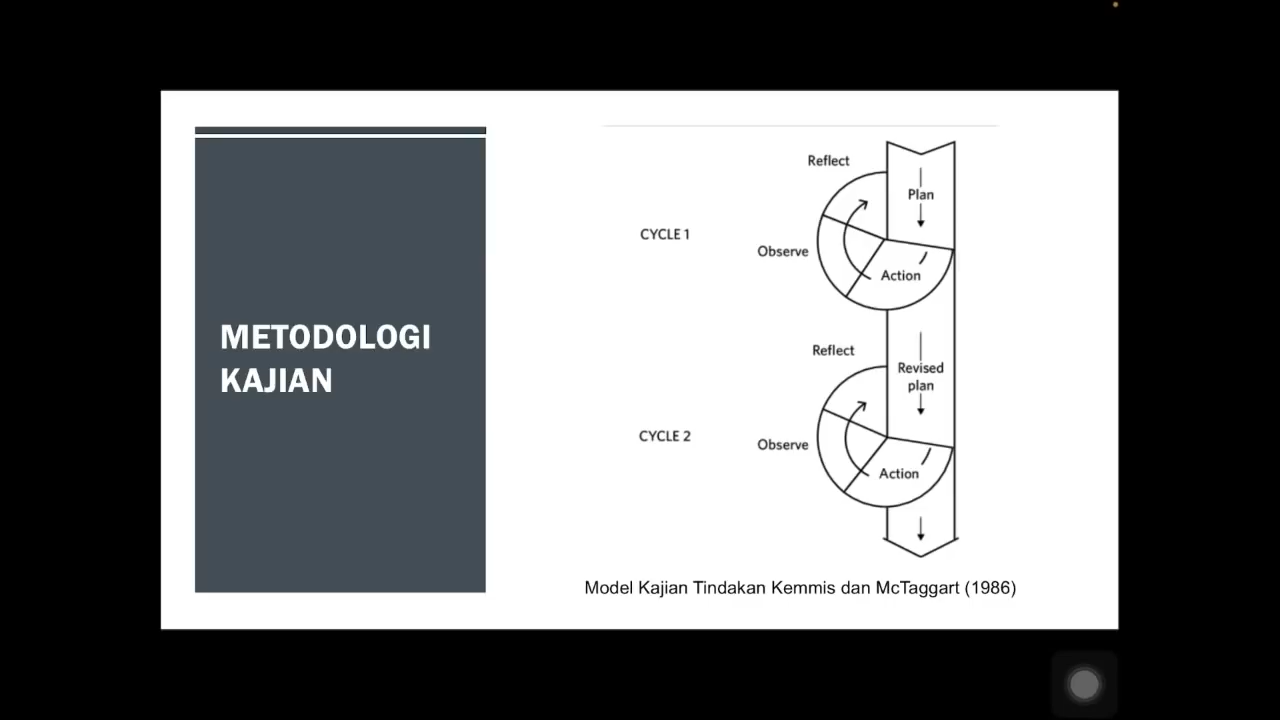 METODOLOGI
KAJIAN
Reflect
Plan
CYCLE 1
Observe
Action
Reflect
Revised
plan
CYCLE 2
Observe
Action
Model Kajian Tindakan Kemmis dan McTaggart (1986)